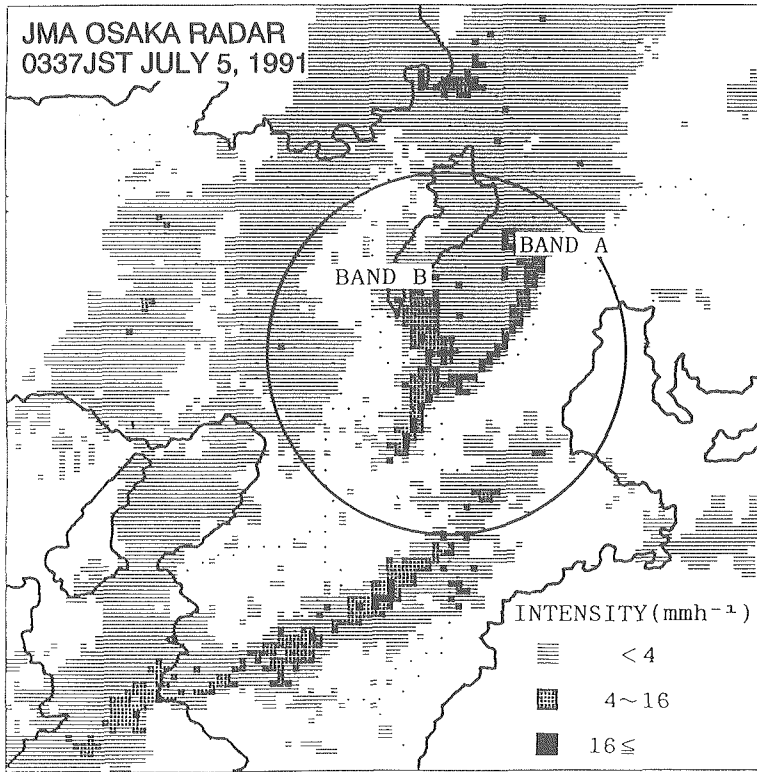 JMA OSAKA RADAR
0337JST JULY 5, 1991
BAND A
BAND B
INTENSITY(mmh⁻¹)
<4
4~16
16≤